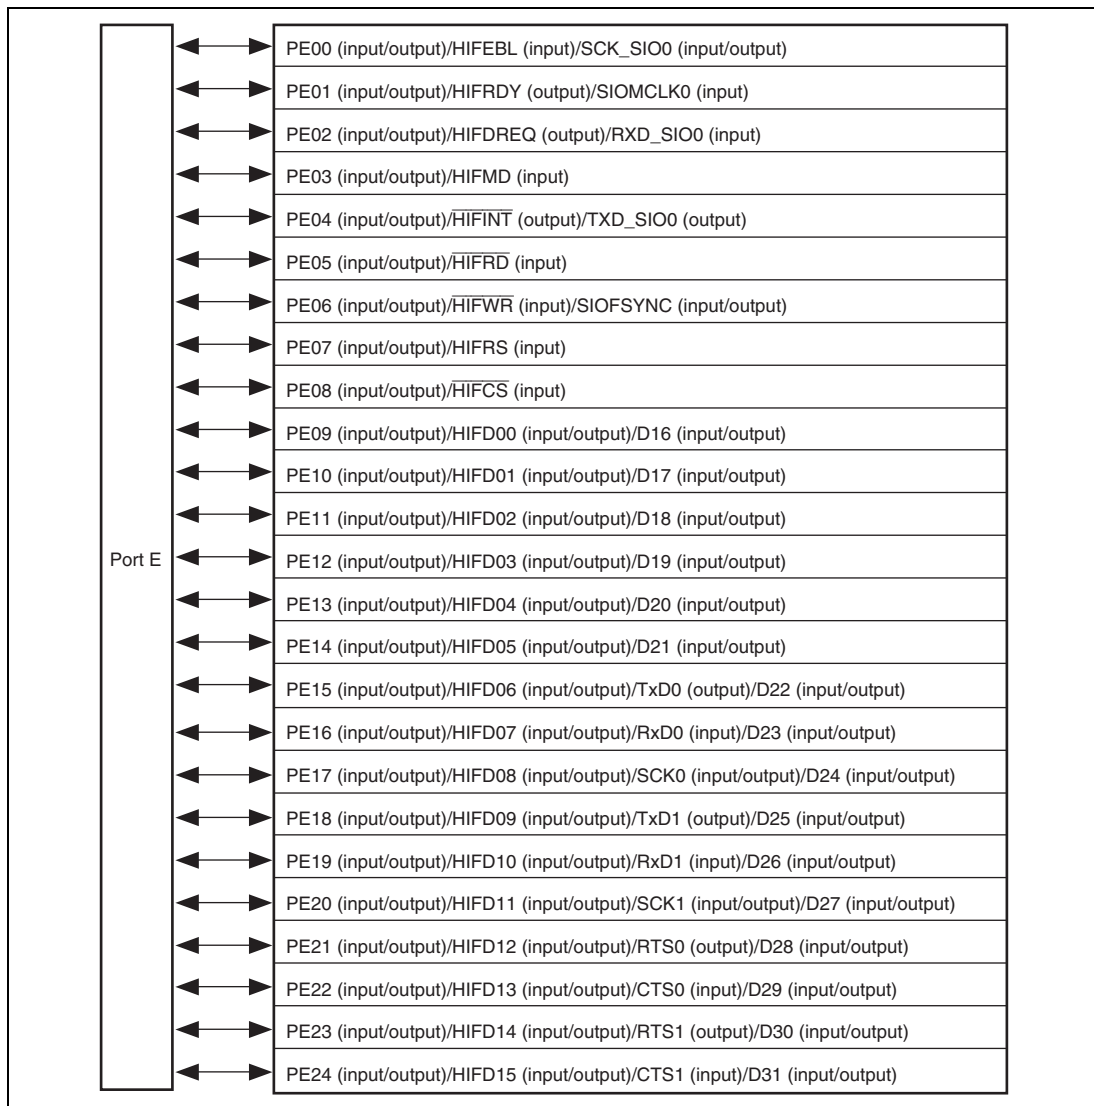 Port E
PE00 (input/output)/HIFEBL (input)/SCK_SIO0 (input/output)
PE01 (input/output)/HIFRDY (output)/SIOMCLK0 (input)
PE02 (input/output)/HIFDREQ (output)/RXD_SIO0 (input)
PE03 (input/output)/HIFMD (input)
PE04 (input/output)/H̅I̅F̅I̅N̅T̅ (output)/TXD_SIO0 (output)
PE05 (input/output)/H̅I̅F̅R̅D̅ (input)
PE06 (input/output)/H̅I̅F̅W̅R̅ (input)/SIOFSYNC (input/output)
PE07 (input/output)/HIFRS (input)
PE08 (input/output)/H̅I̅F̅C̅S̅ (input)
PE09 (input/output)/HIFD00 (input/output)/D16 (input/output)
PE10 (input/output)/HIFD01 (input/output)/D17 (input/output)
PE11 (input/output)/HIFD02 (input/output)/D18 (input/output)
PE12 (input/output)/HIFD03 (input/output)/D19 (input/output)
PE13 (input/output)/HIFD04 (input/output)/D20 (input/output)
PE14 (input/output)/HIFD05 (input/output)/D21 (input/output)
PE15 (input/output)/HIFD06 (input/output)/TxD0 (output)/D22 (input/output)
PE16 (input/output)/HIFD07 (input/output)/RxD0 (input)/D23 (input/output)
PE17 (input/output)/HIFD08 (input/output)/SCK0 (input/output)/D24 (input/output)
PE18 (input/output)/HIFD09 (input/output)/TxD1 (output)/D25 (input/output)
PE19 (input/output)/HIFD10 (input/output)/RxD1 (input)/D26 (input/output)
PE20 (input/output)/HIFD11 (input/output)/SCK1 (input/output)/D27 (input/output)
PE21 (input/output)/HIFD12 (input/output)/RTS0 (output)/D28 (input/output)
PE22 (input/output)/HIFD13 (input/output)/CTS0 (input)/D29 (input/output)
PE23 (input/output)/HIFD14 (input/output)/RTS1 (output)/D30 (input/output)
PE24 (input/output)/HIFD15 (input/output)/CTS1 (input)/D31 (input/output)